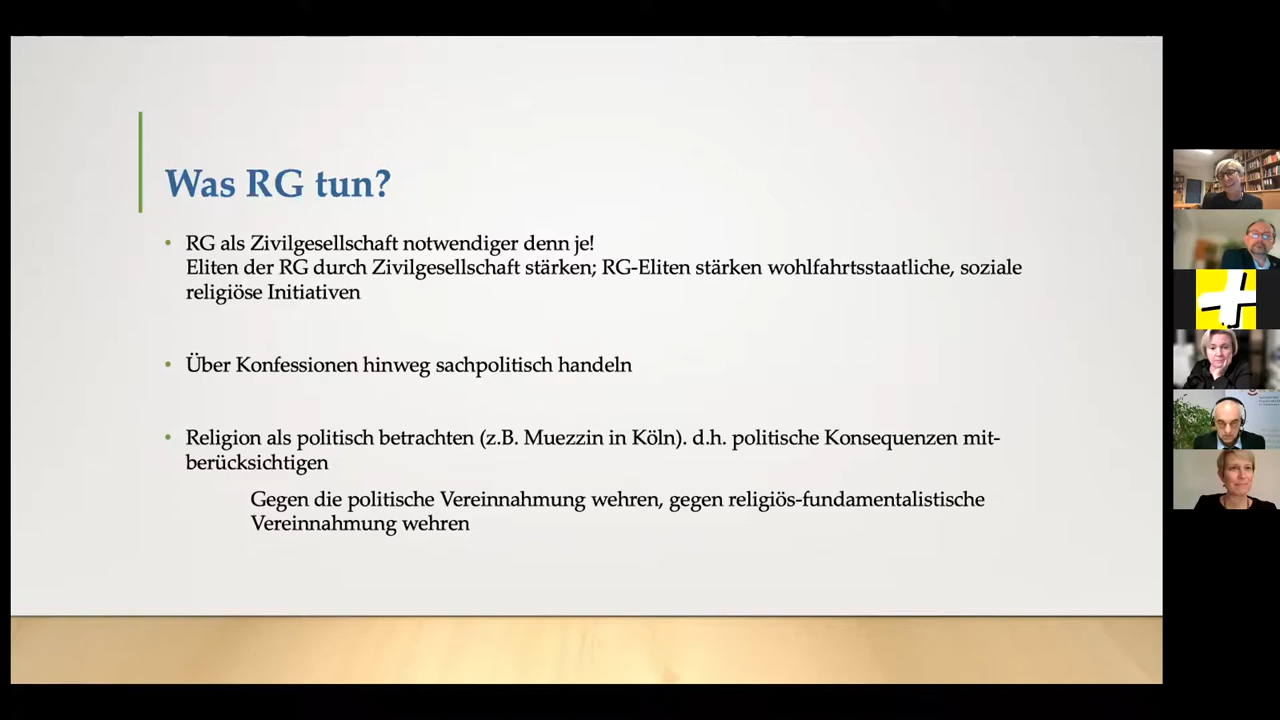 Was RG tun?
RG als Zivilgesellschaft notwendiger denn je!
Eliten der RG durch Zivilgesellschaft stärken; RG-Eliten stärken wohlfahrtsstaatliche, soziale
religiöse Initiativen
Über Konfessionen hinweg sachpolitisch handeln
Religion als politisch betrachten (z.B. Muezzin in Köln). d.h. politische Konsequenzen mit-
berücksichtigen
Gegen die politische Vereinnahmung wehren, gegen religiös-fundamentalistische
Vereinnahmung wehren